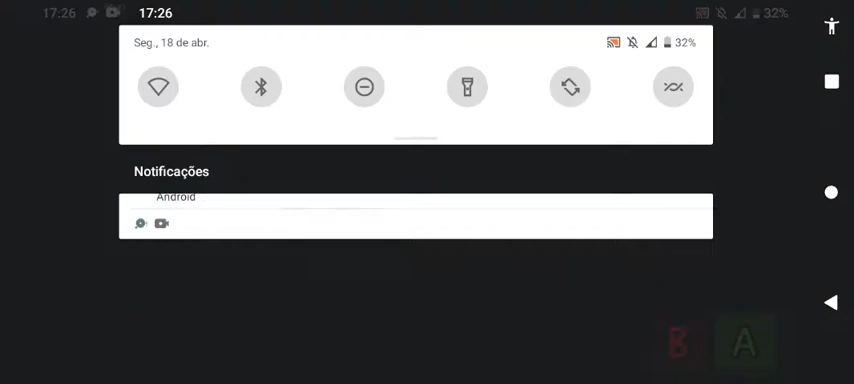 17:26 17:26 32%
Seg., 18 de abr. 32%
Notificações
Android
B A